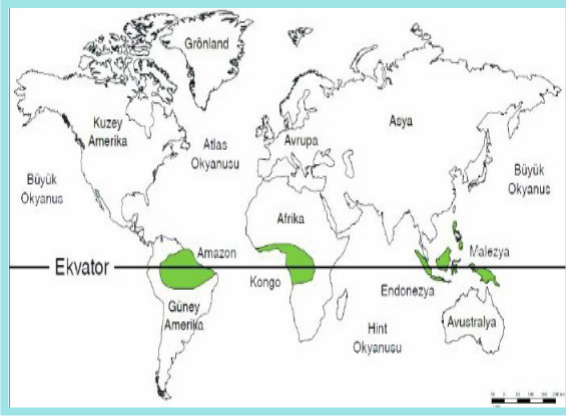 Grönland
Kuzey
Amerika
Atlas
Okyanusu
Avrupa
Asya
Büyük
Okyanus
Büyük
Okyanus
Afrika
Amazon
Malezya
Ekvator
Kongo
Endonezya
Güney
Amerika
Hint
Okyanusu
Avustralya